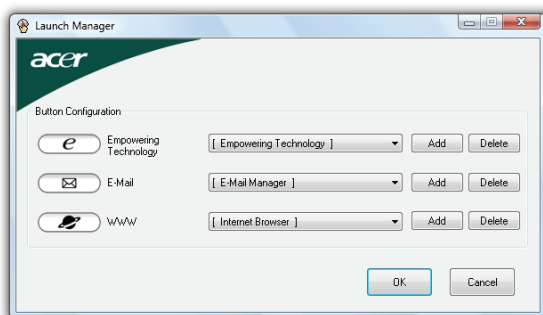 Launch Manager
acer
Button Configuration
e
Empowering
Technology
[ Empowering Technology ]
Add
Delete
E-Mail
[ E-Mail Manager ]
Add
Delete
WWW
[ Internet Browser ]
Add
Delete
OK
Cancel